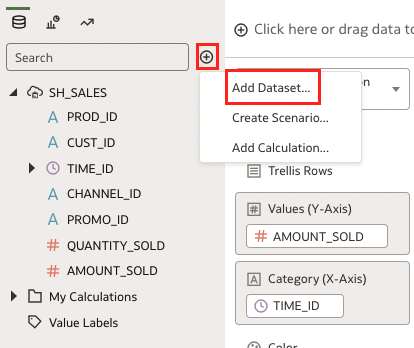 Click here or drag data to
Search
Add Dataset...
on
Create Scenario...
Add Calculation...
SH_SALES
PROD_ID
CUST_ID
TIME_ID
CHANNEL_ID
PROMO_ID
QUANTITY_SOLD
AMOUNT_SOLD
My Calculations
Value Labels
Trellis Rows
Values (Y-Axis)
AMOUNT_SOLD
Category (X-Axis)
TIME_ID
Color